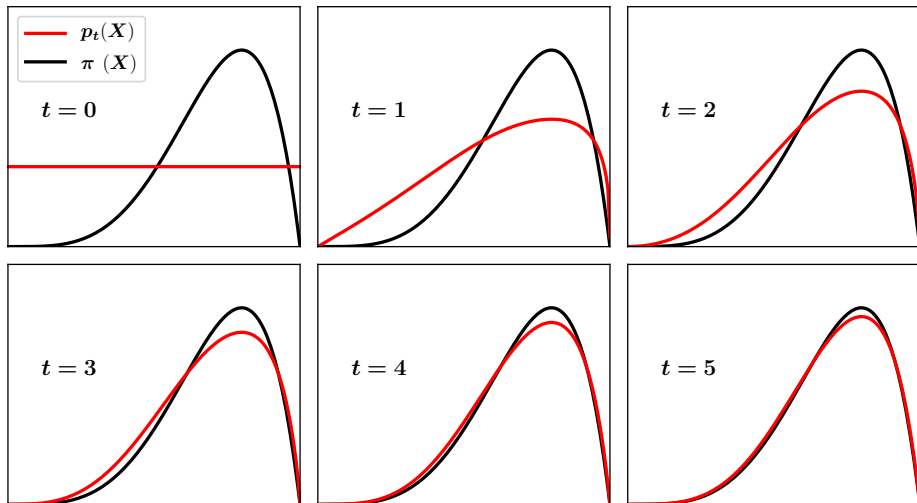 p_t(X)
π (X)
t = 0
t = 1
t = 2
t = 3
t = 4
t = 5